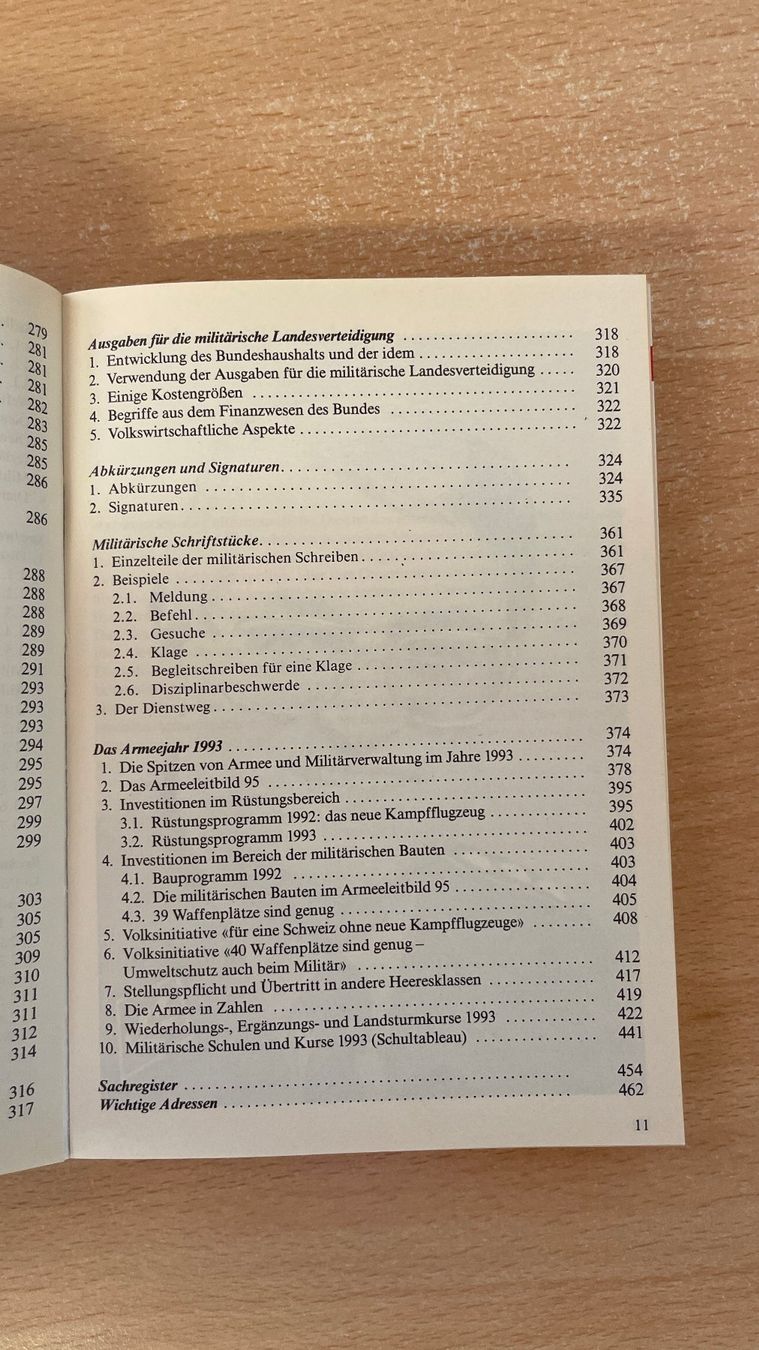 279
281
281
281
282
283
285
285
286
286
288
288
288
289
289
291
293
293
293
294
295
295
297
299
299
303
305
305
309
310
311
311
312
314
316
317
Ausgaben für die militärische Landesverteidigung ........................ 318
1. Entwicklung des Bundeshaushalts und der idem ...................... 318
2. Verwendung der Ausgaben für die militärische Landesverteidigung ..... 320
3. Einige Kostengrößen ............................................. 321
4. Begriffe aus dem Finanzwesen des Bundes .......................... 322
5. Volkswirtschaftliche Aspekte ...................................... 322
Abkürzungen und Signaturen ........................................ 324
1. Abkürzungen .................................................... 324
2. Signaturen ...................................................... 335
Militärische Schriftstücke ........................................... 361
1. Einzelteile der militärischen Schreiben .............................. 361
2. Beispiele ....................................................... 367
2.1. Meldung .................................................... 367
2.2. Befehl ...................................................... 368
2.3. Gesuche .................................................... 369
2.4. Klage ...................................................... 370
2.5. Begleitschreiben für eine Klage ................................ 371
2.6. Disziplinarbeschwerde ........................................ 372
3. Der Dienstweg ................................................... 373
Das Armeejahr 1993 ................................................ 374
1. Die Spitzen von Armee und Militärverwaltung im Jahre 1993 ......... 374
2. Das Armeeleitbild 95 ............................................ 378
3. Investitionen im Rüstungsbereich .................................. 395
3.1. Rüstungsprogramm 1992: das neue Kampfflugzeug ............. 395
3.2. Rüstungsprogramm 1993 ..................................... 402
4. Investitionen im Bereich der militärischen Bauten .................... 403
4.1. Bauprogramm 1992 .......................................... 403
4.2. Die militärischen Bauten im Armeeleitbild 95 ................... 404
4.3. 39 Waffenplätze sind genug .................................... 405
5. Volksinitiative «für eine Schweiz ohne neue Kampfflugzeuge» ........ 408
6. Volksinitiative «40 Waffenplätze sind genug –
Umweltschutz auch beim Militär» ................................ 412
7. Stellungspflicht und Übertritt in andere Heeresklassen ............... 417
8. Die Armee in Zahlen ............................................ 419
9. Wiederholungs-, Ergänzungs- und Landsturmkurse 1993 ............ 422
10. Militärische Schulen und Kurse 1993 (Schultableau) ................ 441
Sachregister ....................................................... 454
Wichtige Adressen ................................................. 462
11